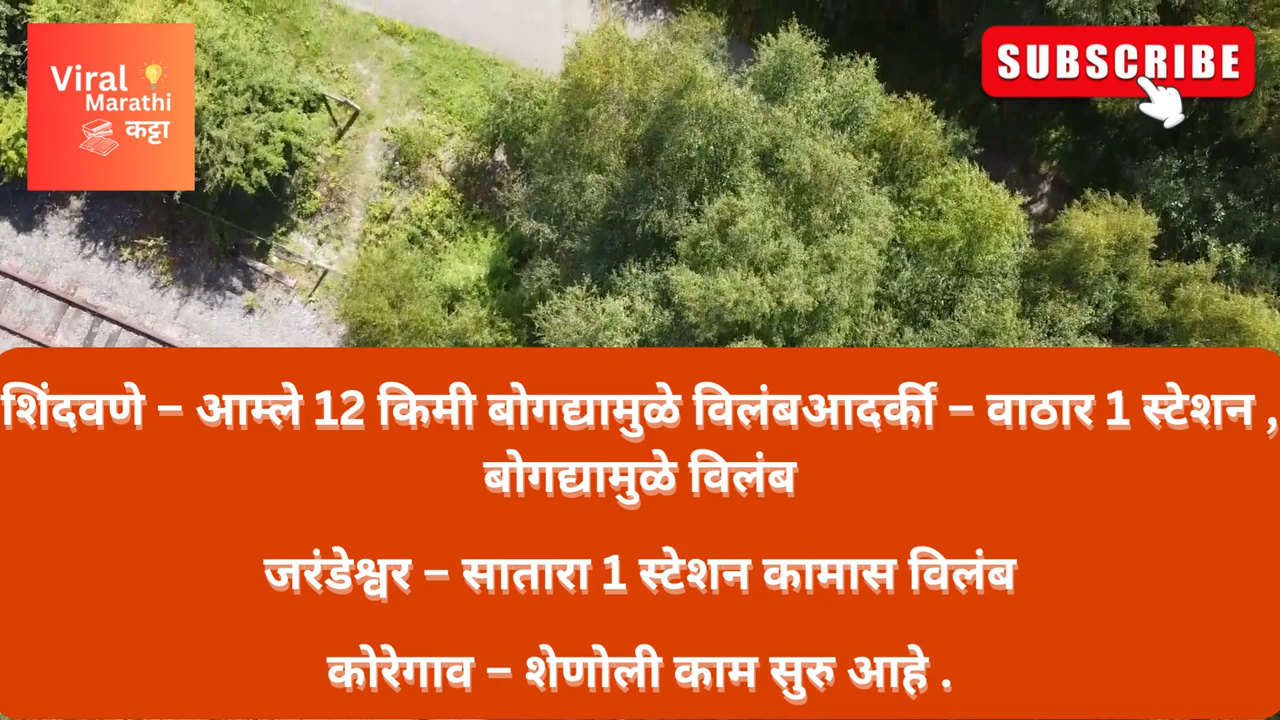 Viral
Marathi
कट्टा
SUBSCRIBE
शिंदवणे – आम्ले 12 किमी बोगद्यामुळे विलंबआदर्की – वाठार 1 स्टेशन ,
बोगद्यामुळे विलंब
जरंडेश्वर – सातारा 1 स्टेशन कामास विलंब
कोरेगाव – शेणोली काम सुरु आहे .